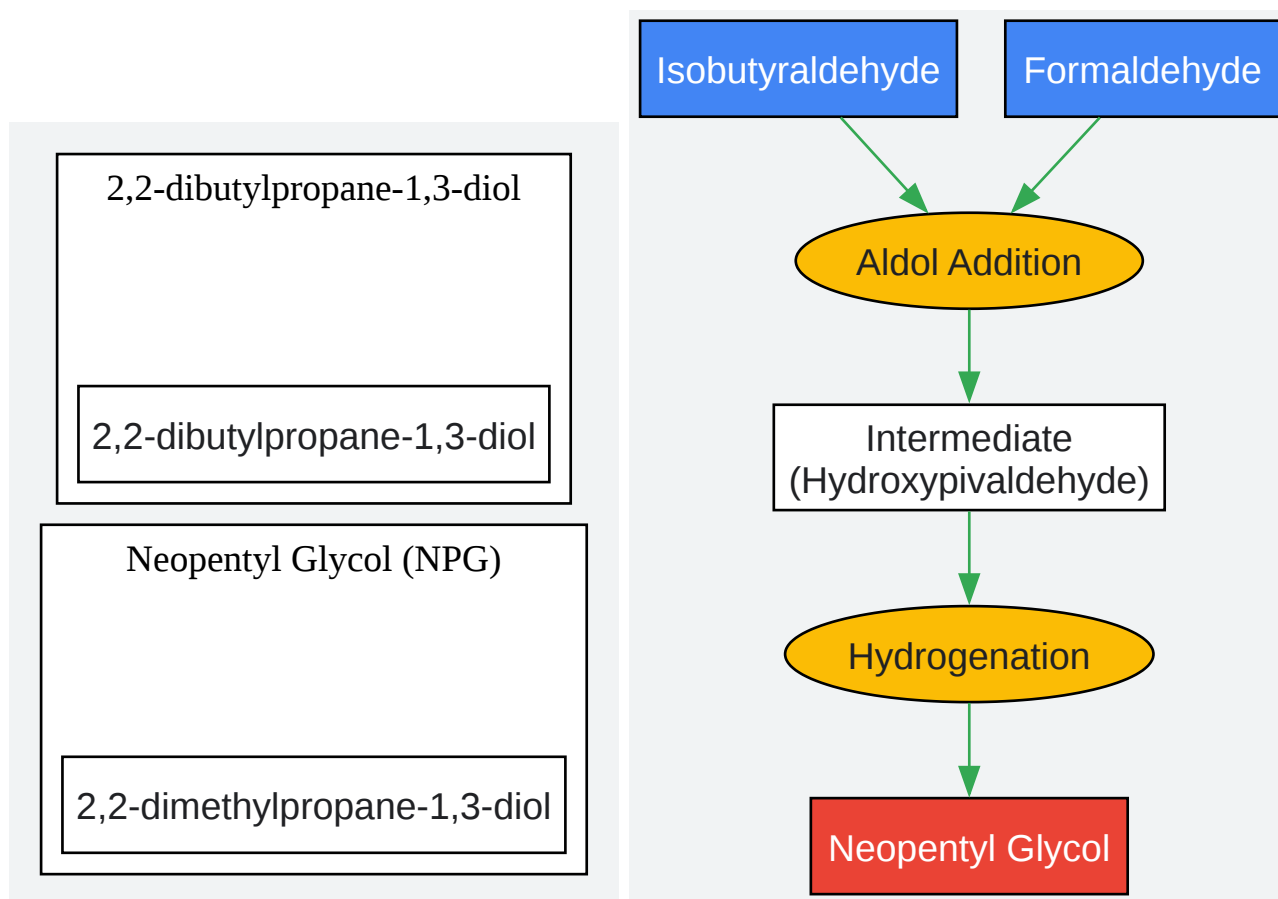 2,2-dibutylpropane-1,3-diol
2,2-dibutylpropane-1,3-diol
Neopentyl Glycol (NPG)
2,2-dimethylpropane-1,3-diol
Isobutyraldehyde
Formaldehyde
Aldol Addition
Intermediate
(Hydroxypivaldehyde)
Hydrogenation
Neopentyl Glycol